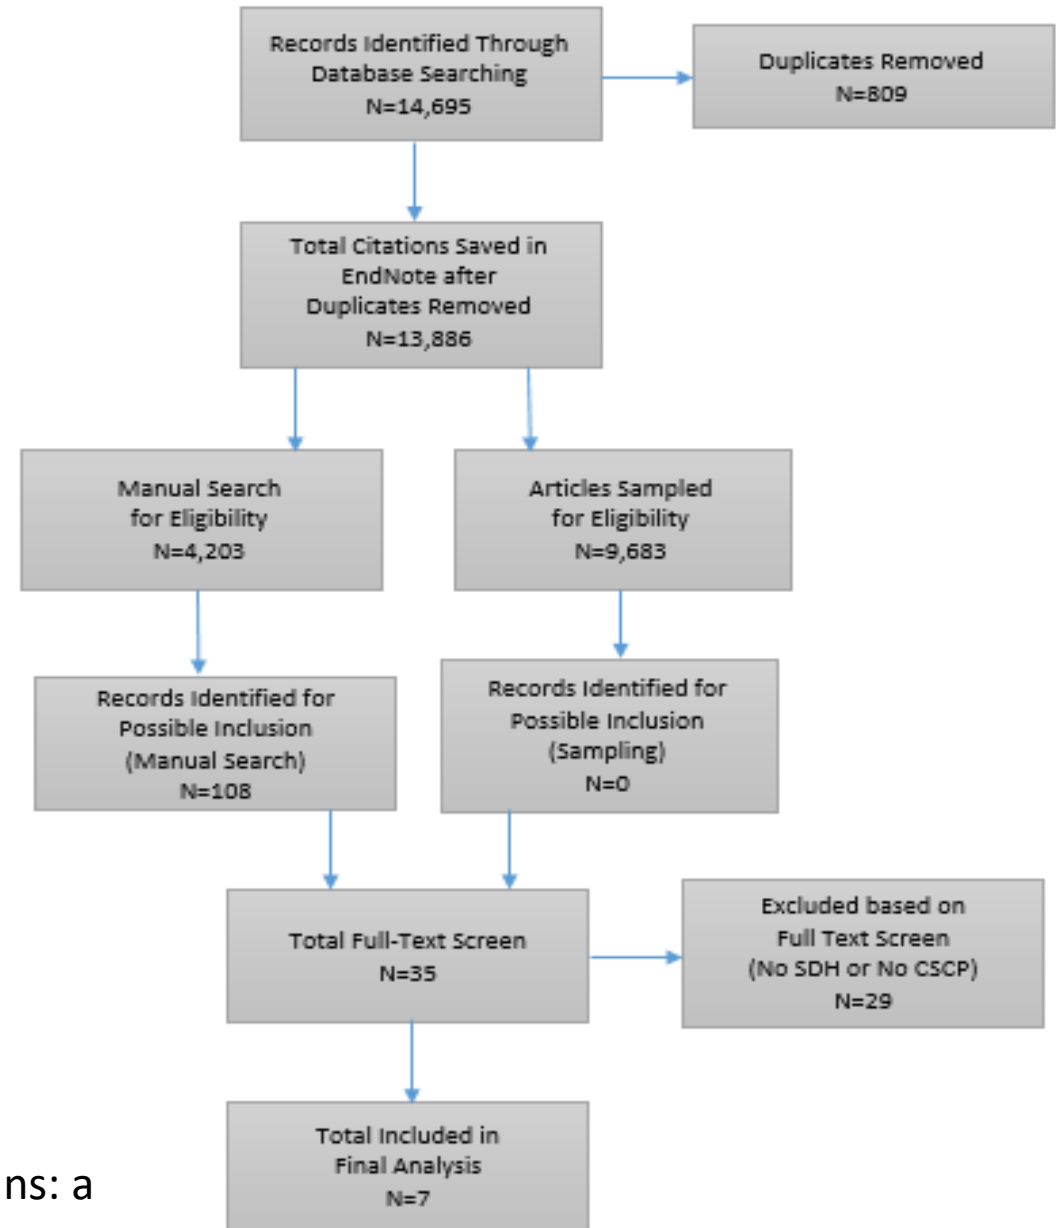 Records Identified Through
Database Searching
N=14,695
Duplicates Removed
N=809
Total Citations Saved in
EndNote after
Duplicates Removed
N=13,886
Manual Search
for Eligibility
N=4,203
Articles Sampled
for Eligibility
N=9,683
Records Identified for
Possible Inclusion
(Manual Search)
N=108
Records Identified for
Possible Inclusion
(Sampling)
N=0
Total Full-Text Screen
N=35
Excluded based on
Full Text Screen
(No SDH or No CSCP)
N=29
Total Included in
Final Analysis
N=7
ns: a